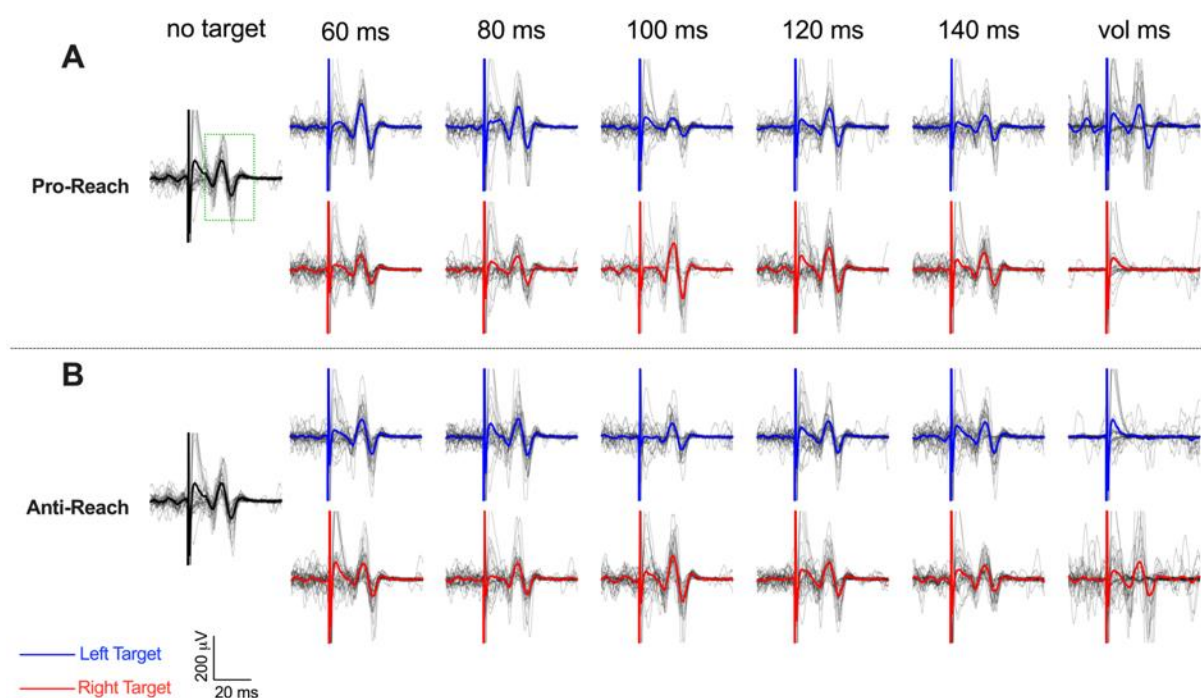 no target 60 ms 80 ms 100 ms 120 ms 140 ms vol ms
A
Pro-Reach
B
Anti-Reach
Left Target
Right Target
200 µV
20 ms